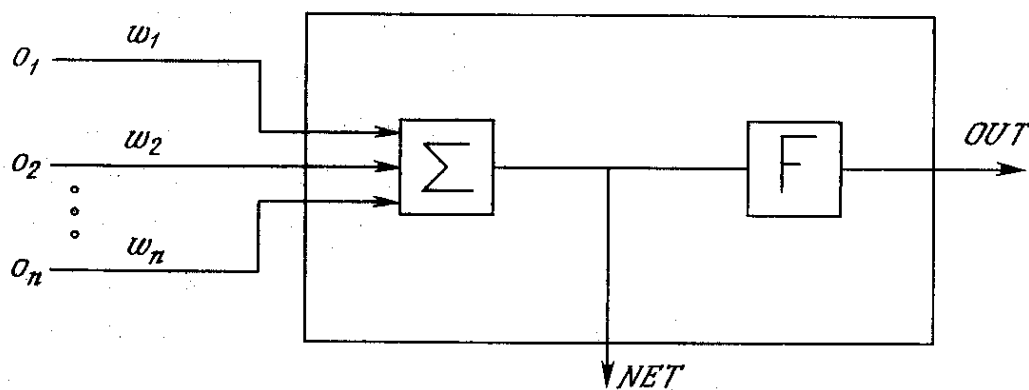 w₁
o₁
OUT
w₂
Σ
F
o₂
wₙ
oₙ
NET